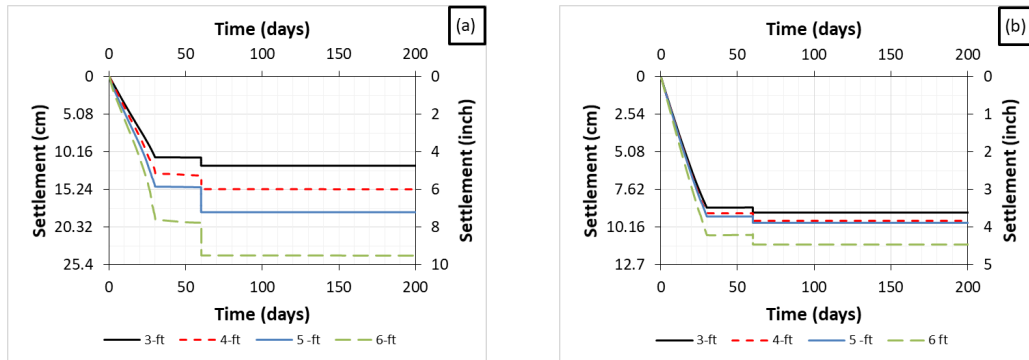 Time (days)
(a)
0 50 100 150 200
0 0
5.08 2
10.16 4
15.24 6
20.32 8
25.4 10
Settlement (cm)
Settlement (inch)
0 50 100 150 200
Time (days)
3-ft 4-ft 5 -ft 6-ft
Time (days)
(b)
0 50 100 150 200
0 0
2.54 1
5.08 2
7.62 3
10.16 4
12.7 5
Settlement (cm)
Settlement (inch)
0 50 100 150 200
Time (days)
3-ft 4-ft 5 -ft 6 ft